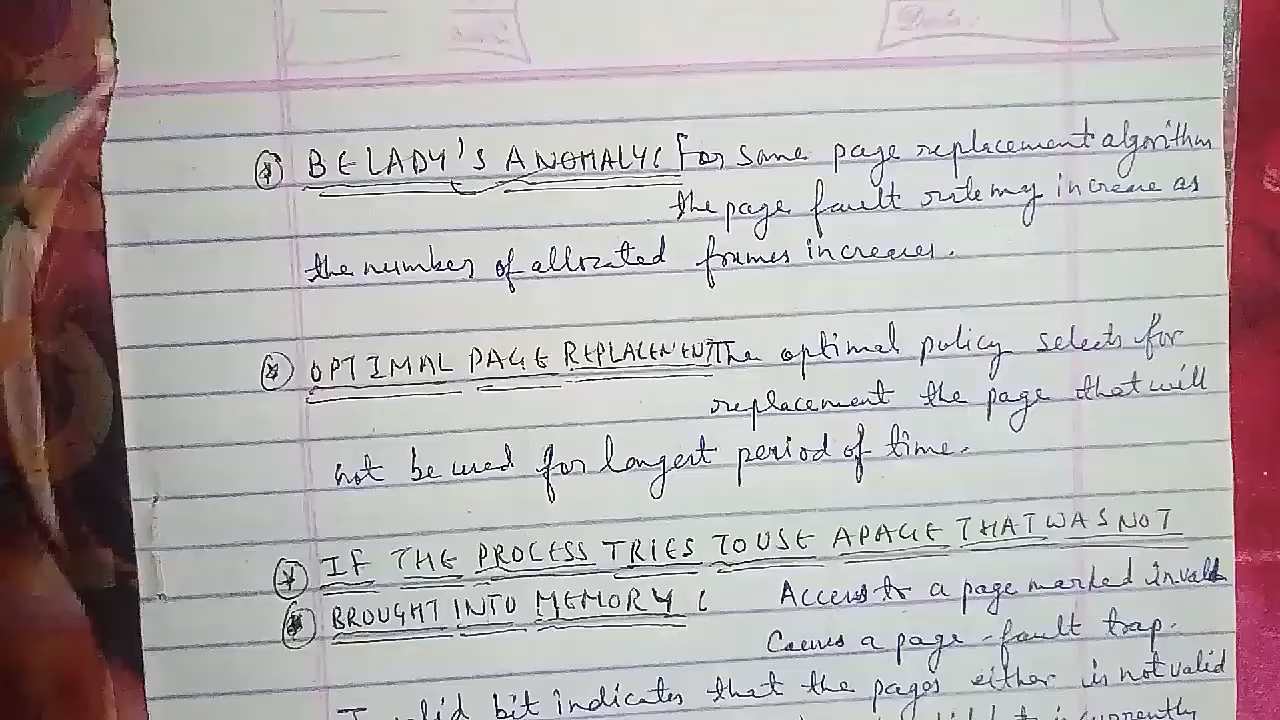 BELADY'S ANOMALY: For some page replacement algorithm
the page fault rate my increase as
the number of allocated frames increases.
OPTIMAL PAGE REPLACEMENT The optimal policy selects for
replacement the page that will
not be used for longest period of time.
IF THE PROCESS TRIES TO USE A PAGE THAT WAS NOT
BROUGHT INTO MEMORY : Access to a page marked invalid
Causes a page-fault trap.
bit indicates that the pages either is not valid
currently